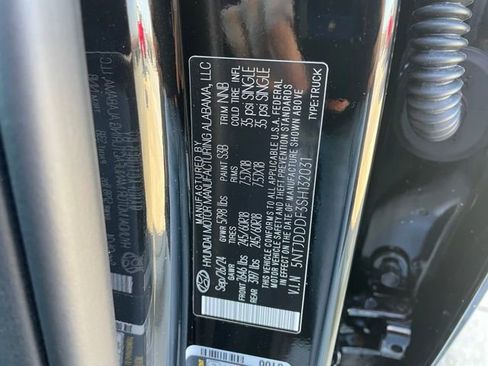 MANUFACTURED BY
HYUNDAI MOTOR MANUFACTURING ALABAMA, LLC
Sep/26/24 GVWR 5798 lbs PAINT S3B TRIM NNB
GAWR TIRES RIMS COLD TIRE INFL
FRONT 2646 lbs 245/60R18 7.5JX18 35 psi SINGLE
REAR 3197 lbs 245/60R18 7.5JX18 35 psi SINGLE
THIS VEHICLE CONFORMS TO ALL APPLICABLE U.S.A. FEDERAL
MOTOR VEHICLE SAFETY AND THEFT PREVENTION STANDARDS
IN EFFECT ON THE DATE OF MANUFACTURE SHOWN ABOVE
V.I.N 5NTJDDDF3SH132031 TYPE:TRUCK